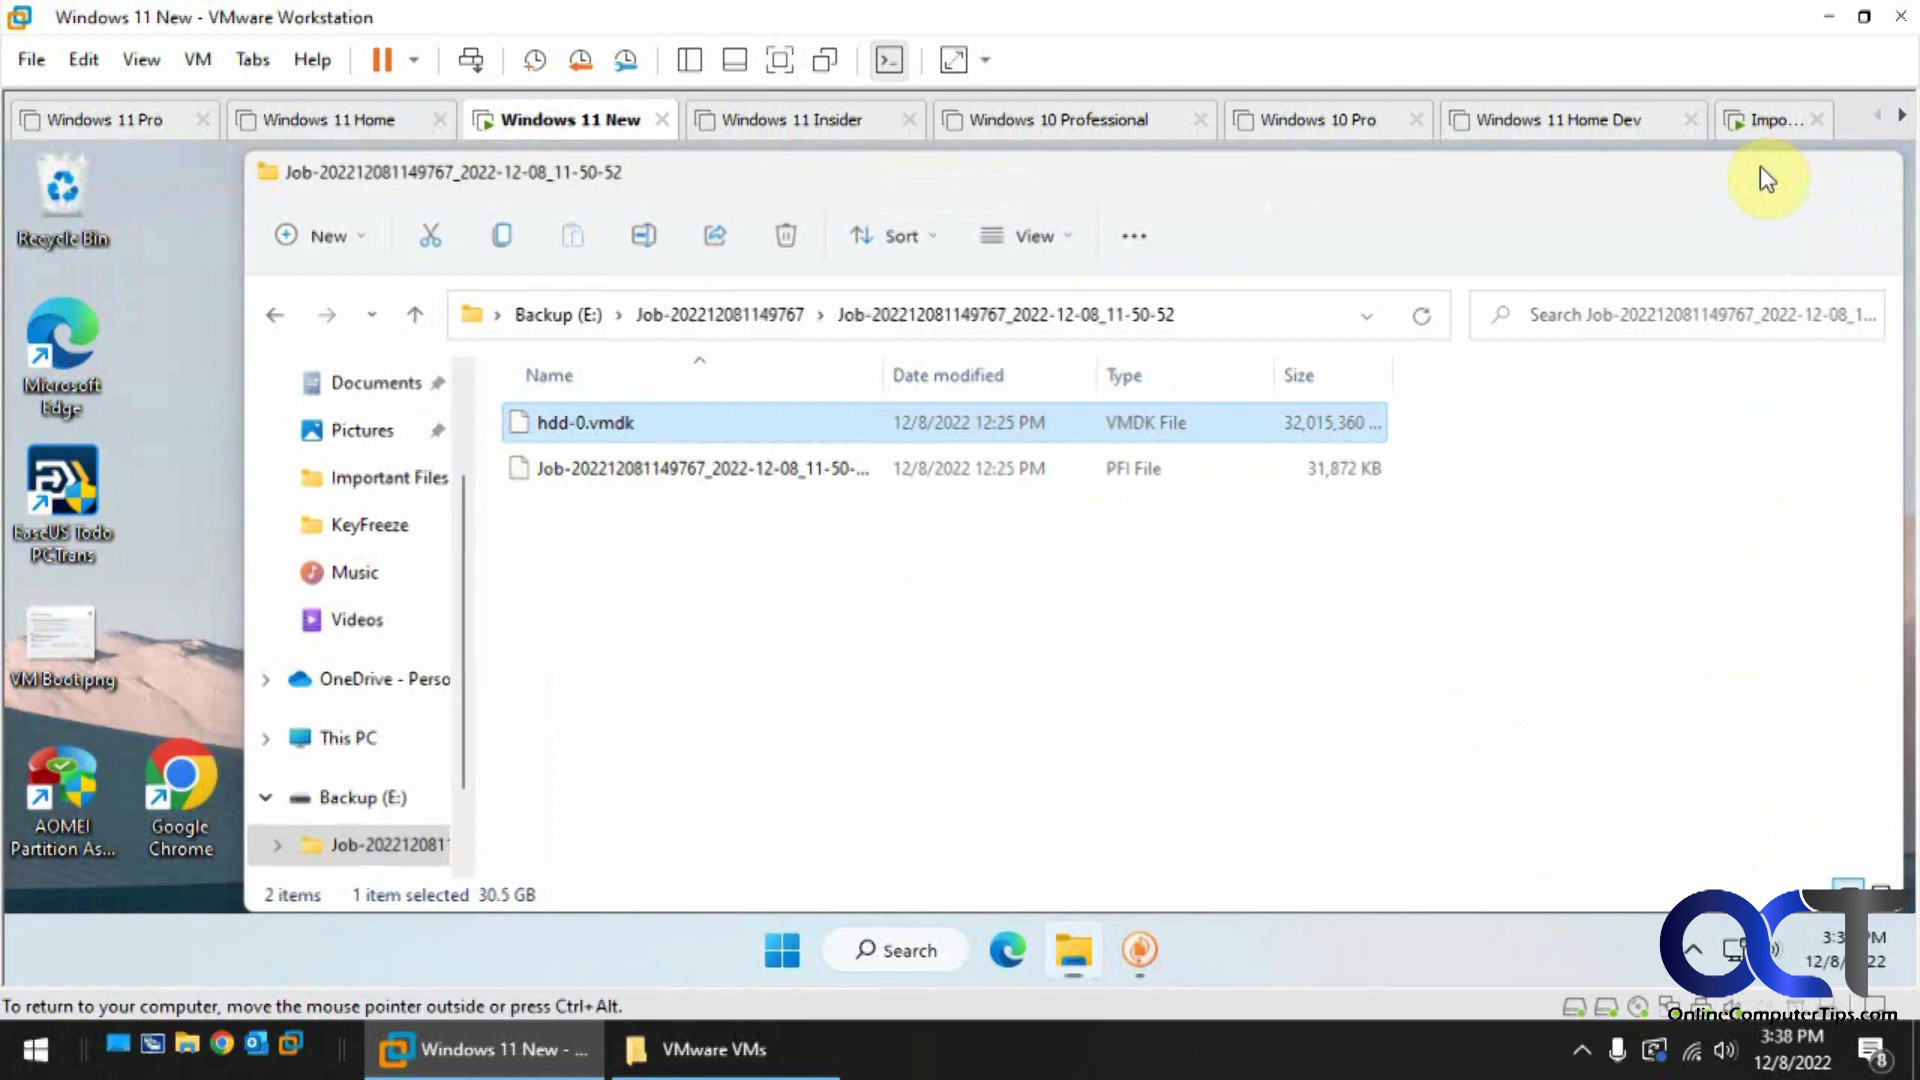 Windows 11 New - VMware Workstation
File Edit View VM Tabs Help
Windows 11 Pro Windows 11 Home Windows 11 New Windows 11 Insider Windows 10 Professional Windows 10 Pro Windows 11 Home Dev Impo...
Job-202212081149767_2022-12-08_11-50-52
New Sort View
Backup (E:) Job-202212081149767 Job-202212081149767_2022-12-08_11-50-52
Search Job-202212081149767_2022-12-08_1...
Name Date modified Type Size
hdd-0.vmdk 12/8/2022 12:25 PM VMDK File 32,015,360 ...
Job-202212081149767_2022-12-08_11-50-... 12/8/2022 12:25 PM PFI File 31,872 KB
Documents
Pictures
Important Files
KeyFreeze
Music
Videos
OneDrive - Perso
This PC
Backup (E:)
Job-2022120811
2 items 1 item selected 30.5 GB
Recycle Bin
Microsoft
Edge
EaseUS Todo
PCTrans
VM Boot.png
AOMEI
Partition As...
Google
Chrome
Search
12/8/ 22
OCT
OnlineComputerTips.com
To return to your computer, move the mouse pointer outside or press Ctrl+Alt.
Windows 11 New - ...
VMware VMs
3:38 PM
12/8/2022
8